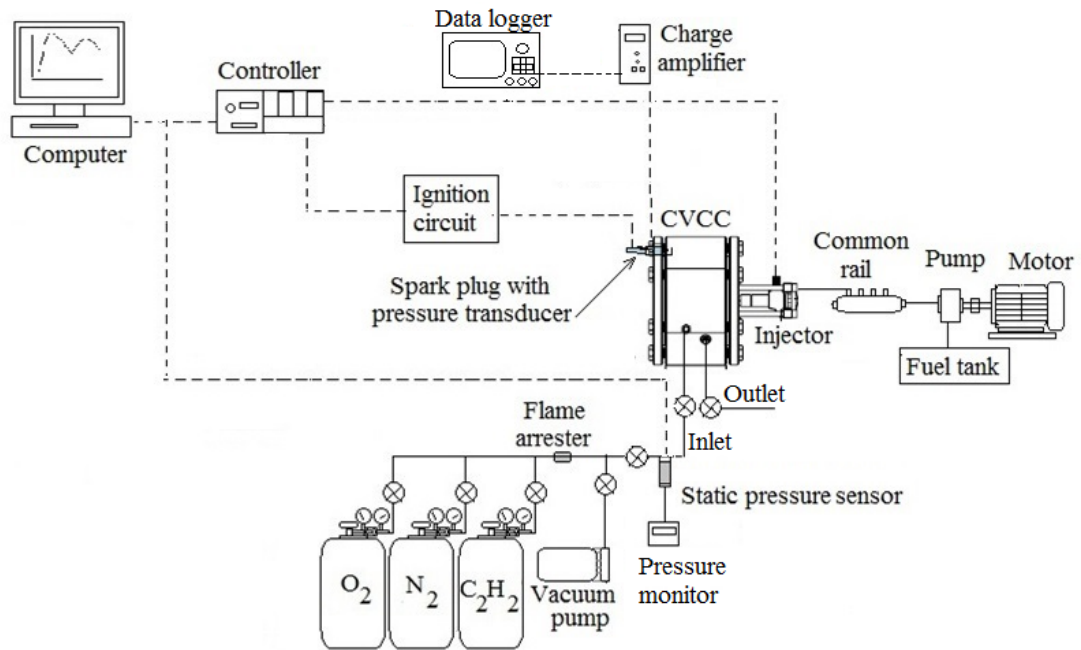 Data logger
Charge
amplifier
Controller
Computer
Ignition
circuit
CVCC
Common
rail
Pump
Motor
Spark plug with
pressure transducer
Injector
Fuel tank
Outlet
Flame
arrester
Inlet
Static pressure sensor
O2
N2
C2H2
Vacuum
pump
Pressure
monitor